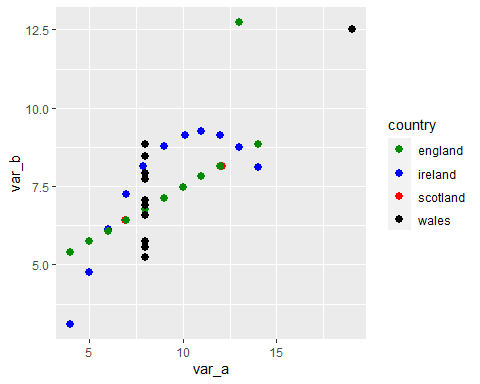 12.5
10.0
7.5
5.0
var_b
5 10 15
var_a
country
england
ireland
scotland
wales